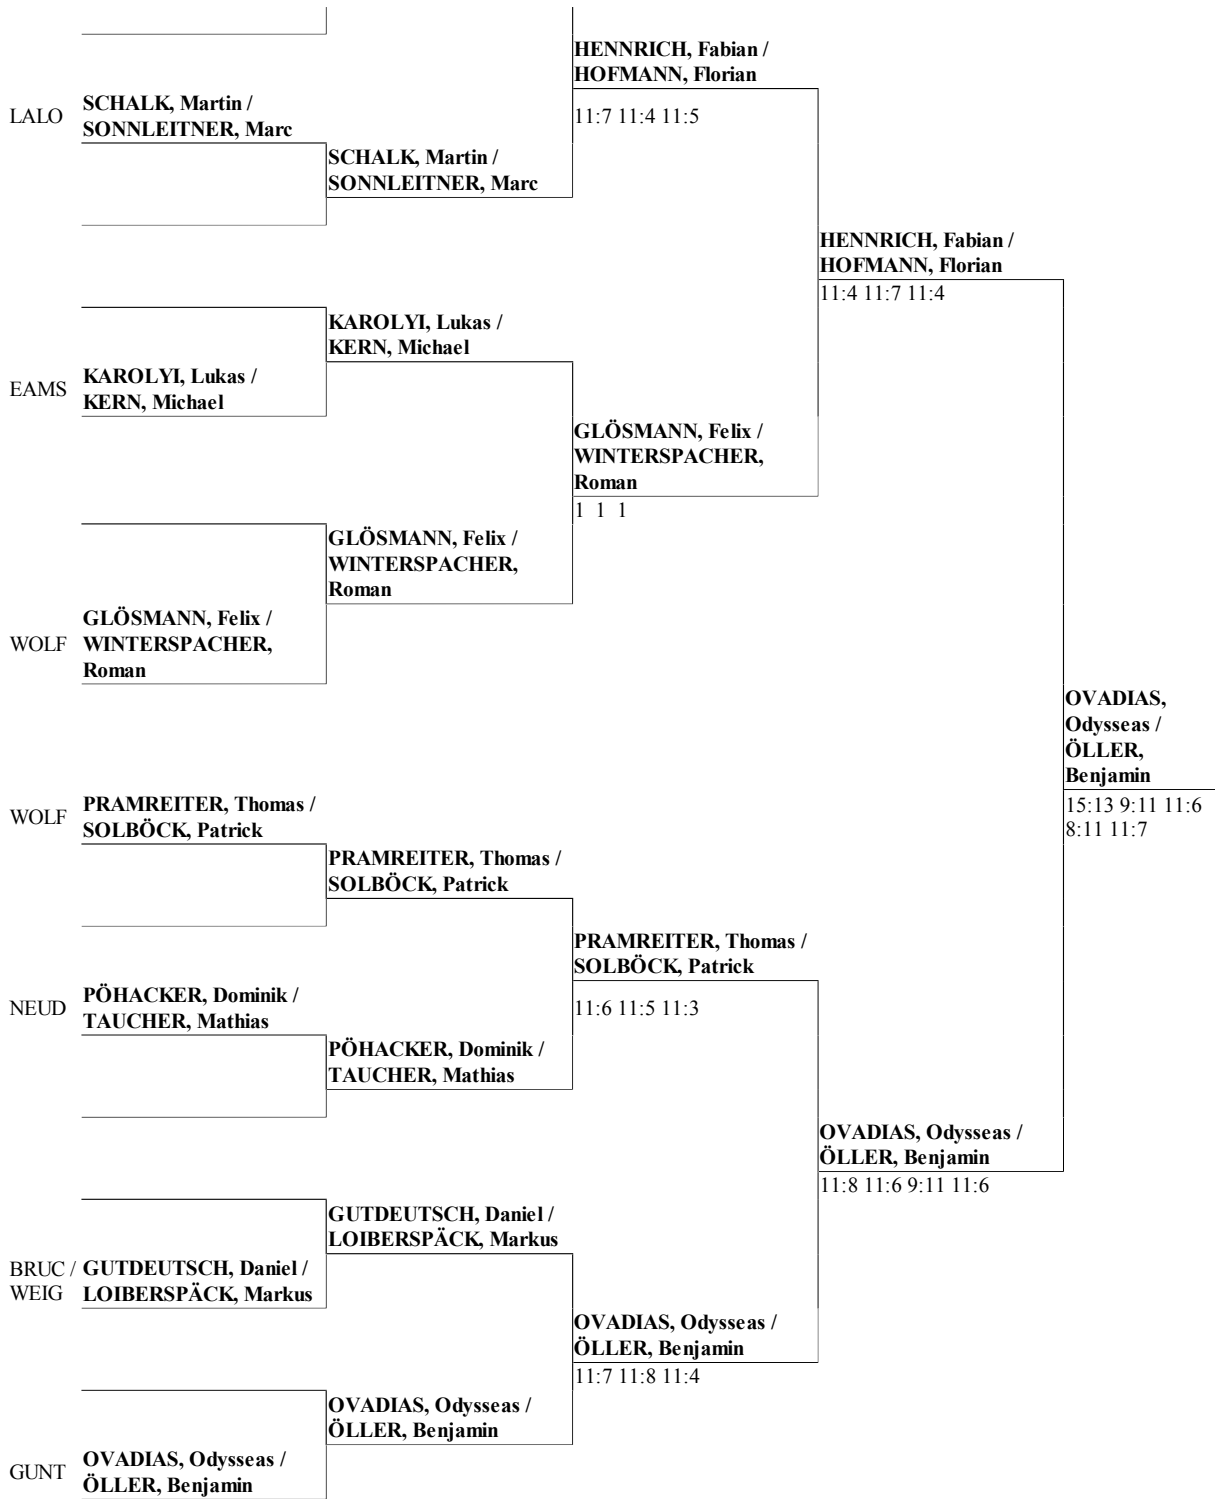 HENNRICH, Fabian /
HOFMANN, Florian
LALO
SCHALK, Martin /
SONNLEITNER, Marc
11:7 11:4 11:5
SCHALK, Martin /
SONNLEITNER, Marc
HENNRICH, Fabian /
HOFMANN, Florian
11:4 11:7 11:4
KAROLYI, Lukas /
KERN, Michael
EAMS
KAROLYI, Lukas /
KERN, Michael
GLÖSMANN, Felix /
WINTERSPACHER,
Roman
1 1 1
GLÖSMANN, Felix /
WINTERSPACHER,
Roman
WOLF
GLÖSMANN, Felix /
WINTERSPACHER,
Roman
OVADIAS,
Odysseas /
ÖLLER,
Benjamin
15:13 9:11 11:6
8:11 11:7
WOLF
PRAMREITER, Thomas /
SOLBÖCK, Patrick
PRAMREITER, Thomas /
SOLBÖCK, Patrick
PRAMREITER, Thomas /
SOLBÖCK, Patrick
11:6 11:5 11:3
NEUD
PÖHACKER, Dominik /
TAUCHER, Mathias
PÖHACKER, Dominik /
TAUCHER, Mathias
OVADIAS, Odysseas /
ÖLLER, Benjamin
11:8 11:6 9:11 11:6
GUTDEUTSCH, Daniel /
LOIBERSPÄCK, Markus
BRUC /
WEIG
GUTDEUTSCH, Daniel /
LOIBERSPÄCK, Markus
OVADIAS, Odysseas /
ÖLLER, Benjamin
11:7 11:8 11:4
OVADIAS, Odysseas /
ÖLLER, Benjamin
GUNT
OVADIAS, Odysseas /
ÖLLER, Benjamin